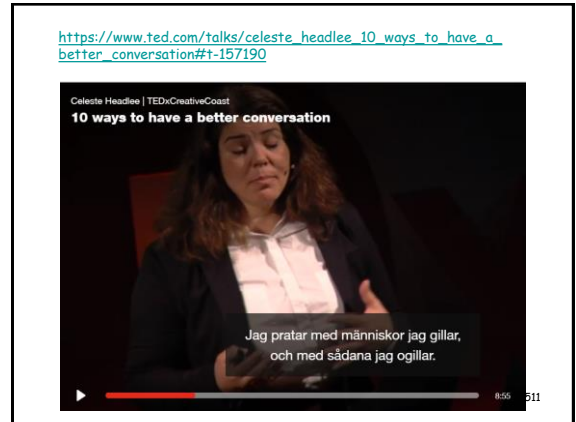 https://www.ted.com/talks/celeste_headlee_10_ways_to_have_a_
better_conversation#t-157190
Celeste Headlee | TEDxCreativeCoast
10 ways to have a better conversation
Jag pratar med människor jag gillar,
och med sådana jag ogillar.
8:55
511